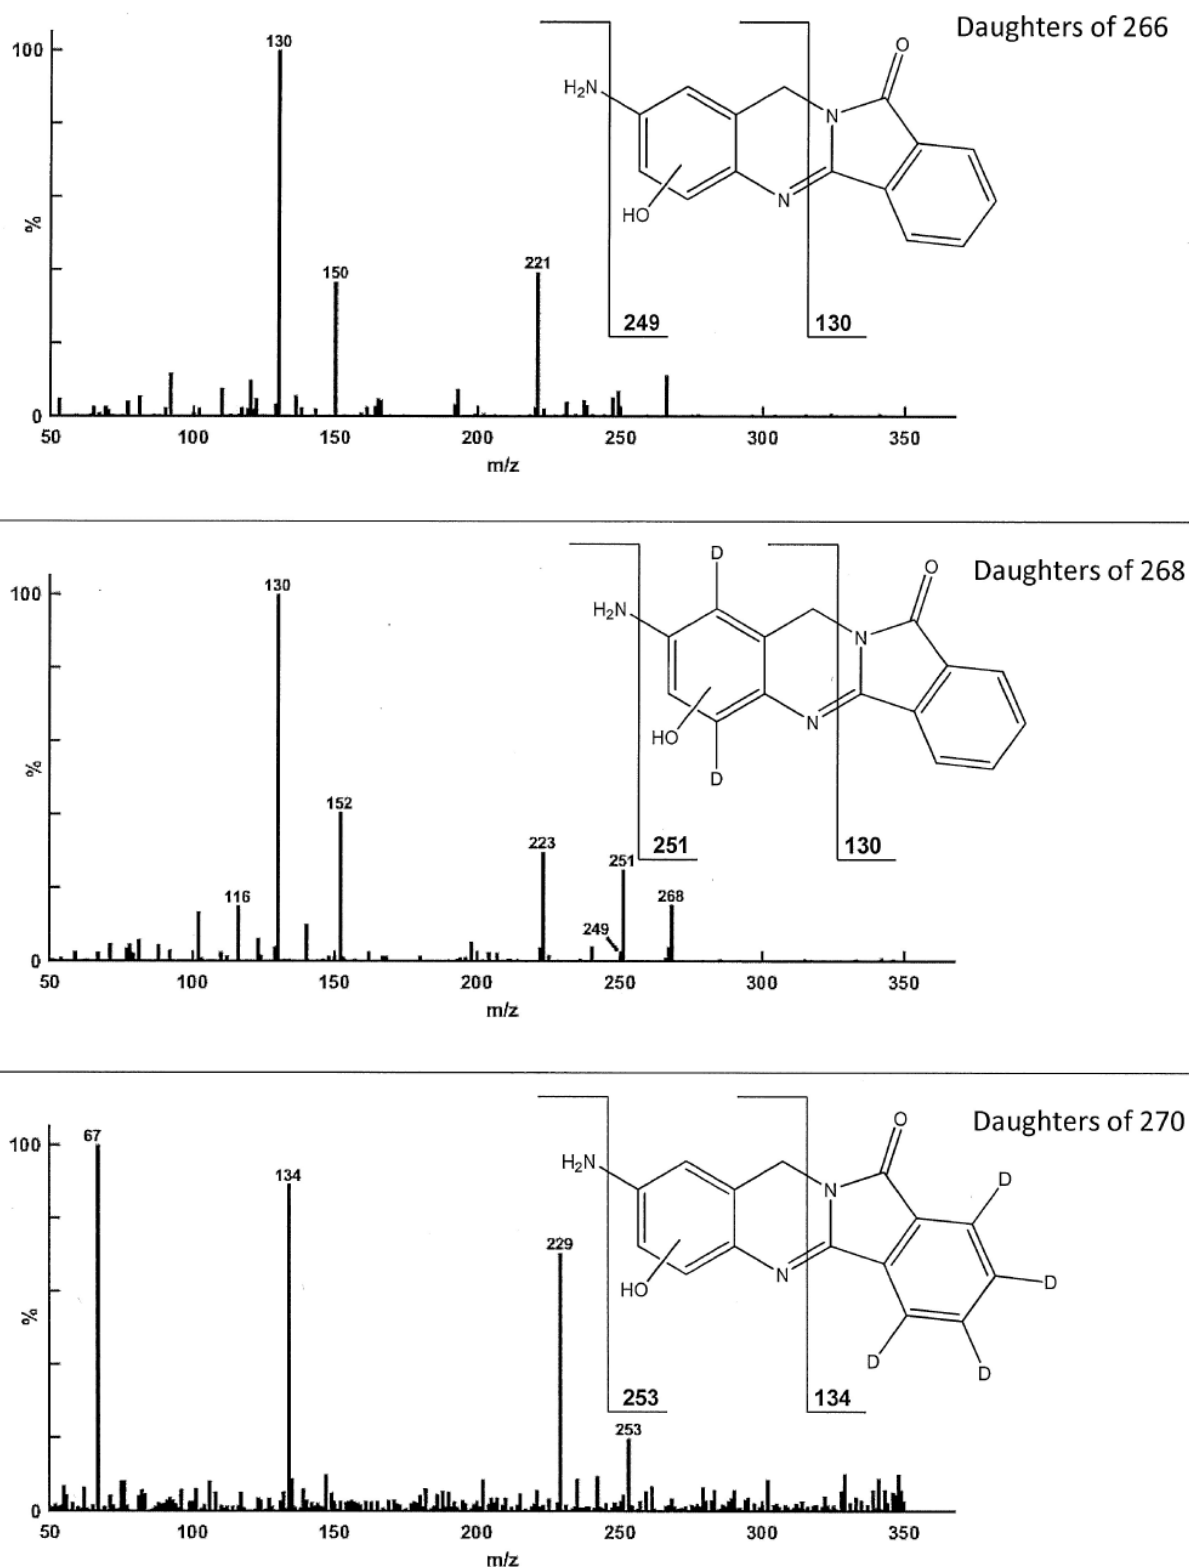 Daughters of 266
100
130
O
H₂N
N
221
150
%
N
HO
249
130
0
50 100 150 200 250 300 350
m/z
D
O
Daughters of 268
100
130
H₂N
N
152
N
HO
%
D
223
251
130
251
116
268
249
0
50 100 150 200 250 300 350
m/z
O
Daughters of 270
100
67
134
H₂N
N
D
229
N
D
HO
%
D
D
253
134
253
0
50 100 150 200 250 300 350
m/z